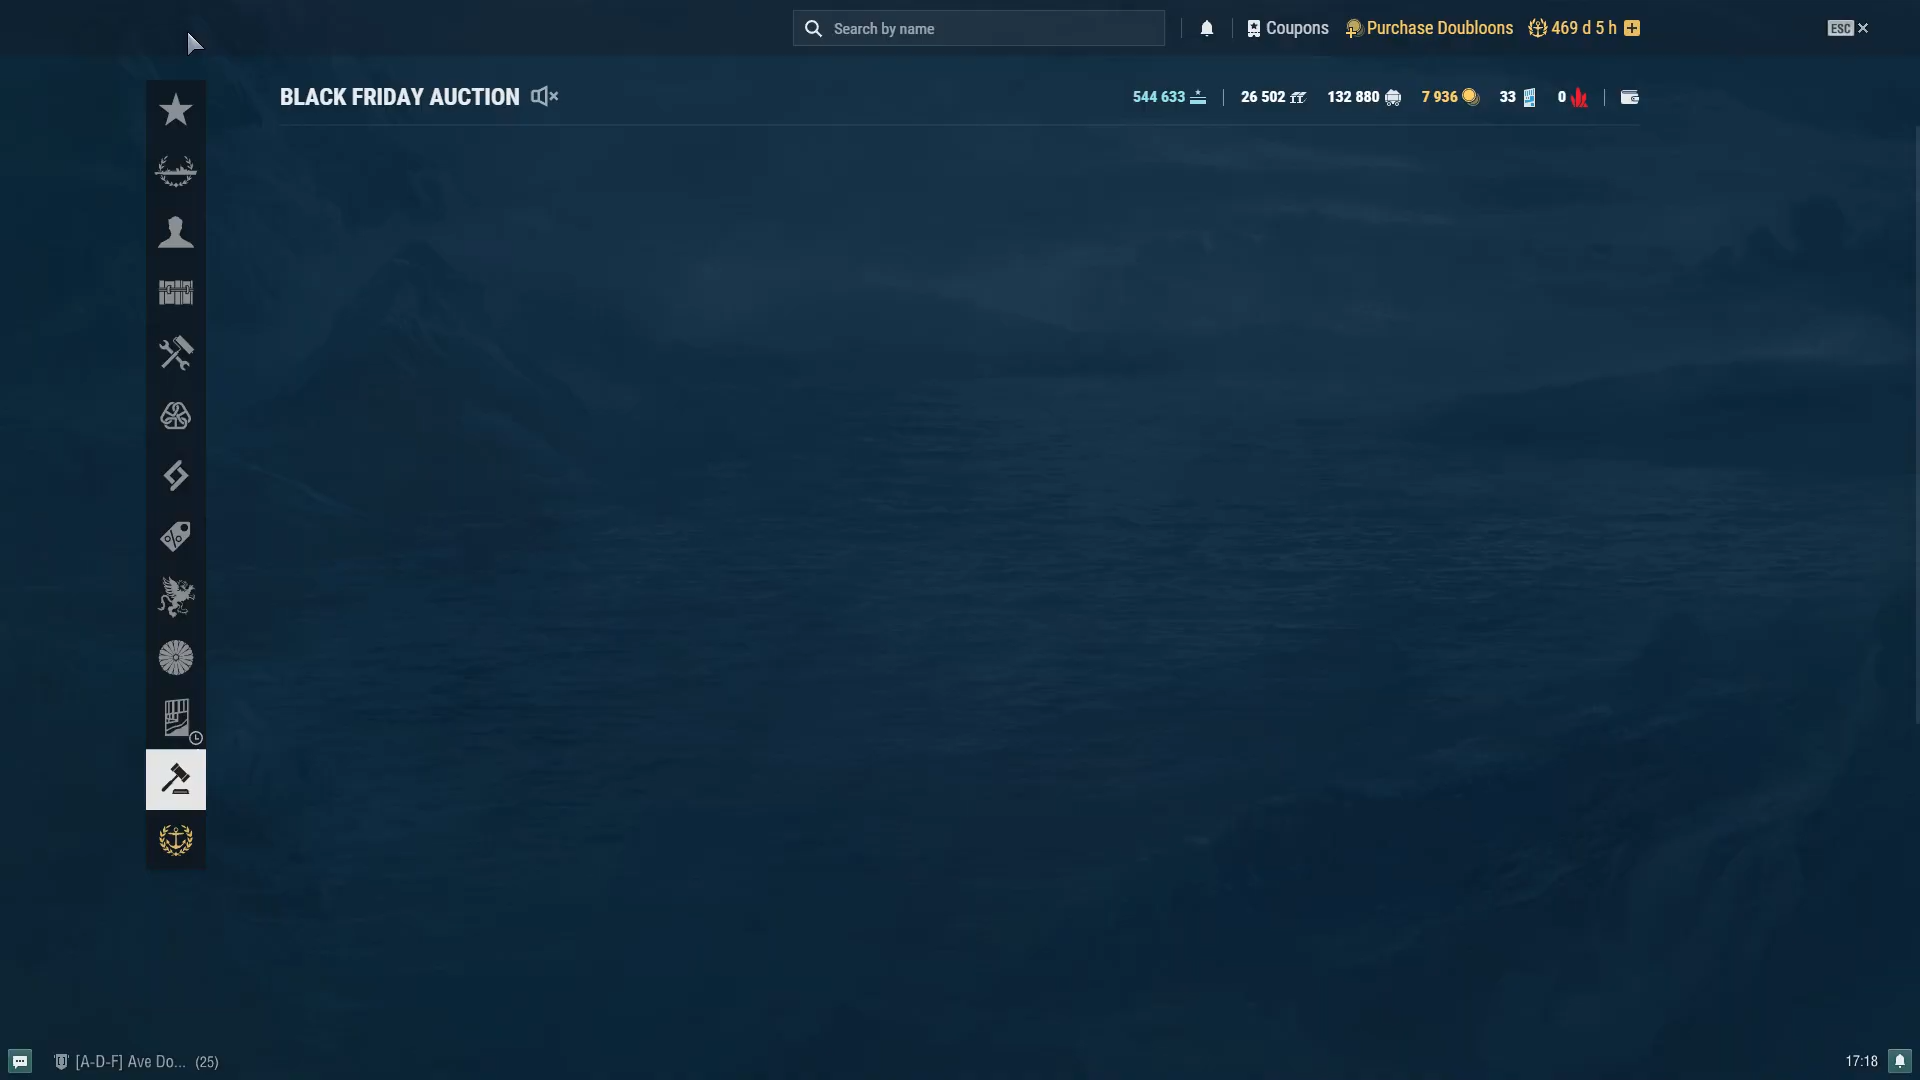 Search by name
Coupons
Purchase Doubloons
469 d 5 h
ESC
BLACK FRIDAY AUCTION
544 633
26 502
132 880
7 936
33
0
[A-D-F] Ave Do... (25)
17:18